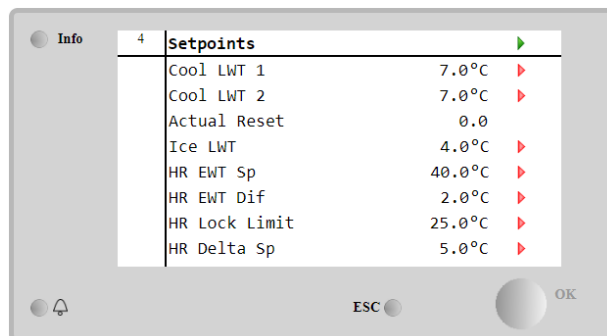 Info
4 Setpoints
Cool LWT 1 7.0°C
Cool LWT 2 7.0°C
Actual Reset 0.0
Ice LWT 4.0°C
HR EWT Sp 40.0°C
HR EWT Dif 2.0°C
HR Lock Limit 25.0°C
HR Delta Sp 5.0°C
ESC
OK